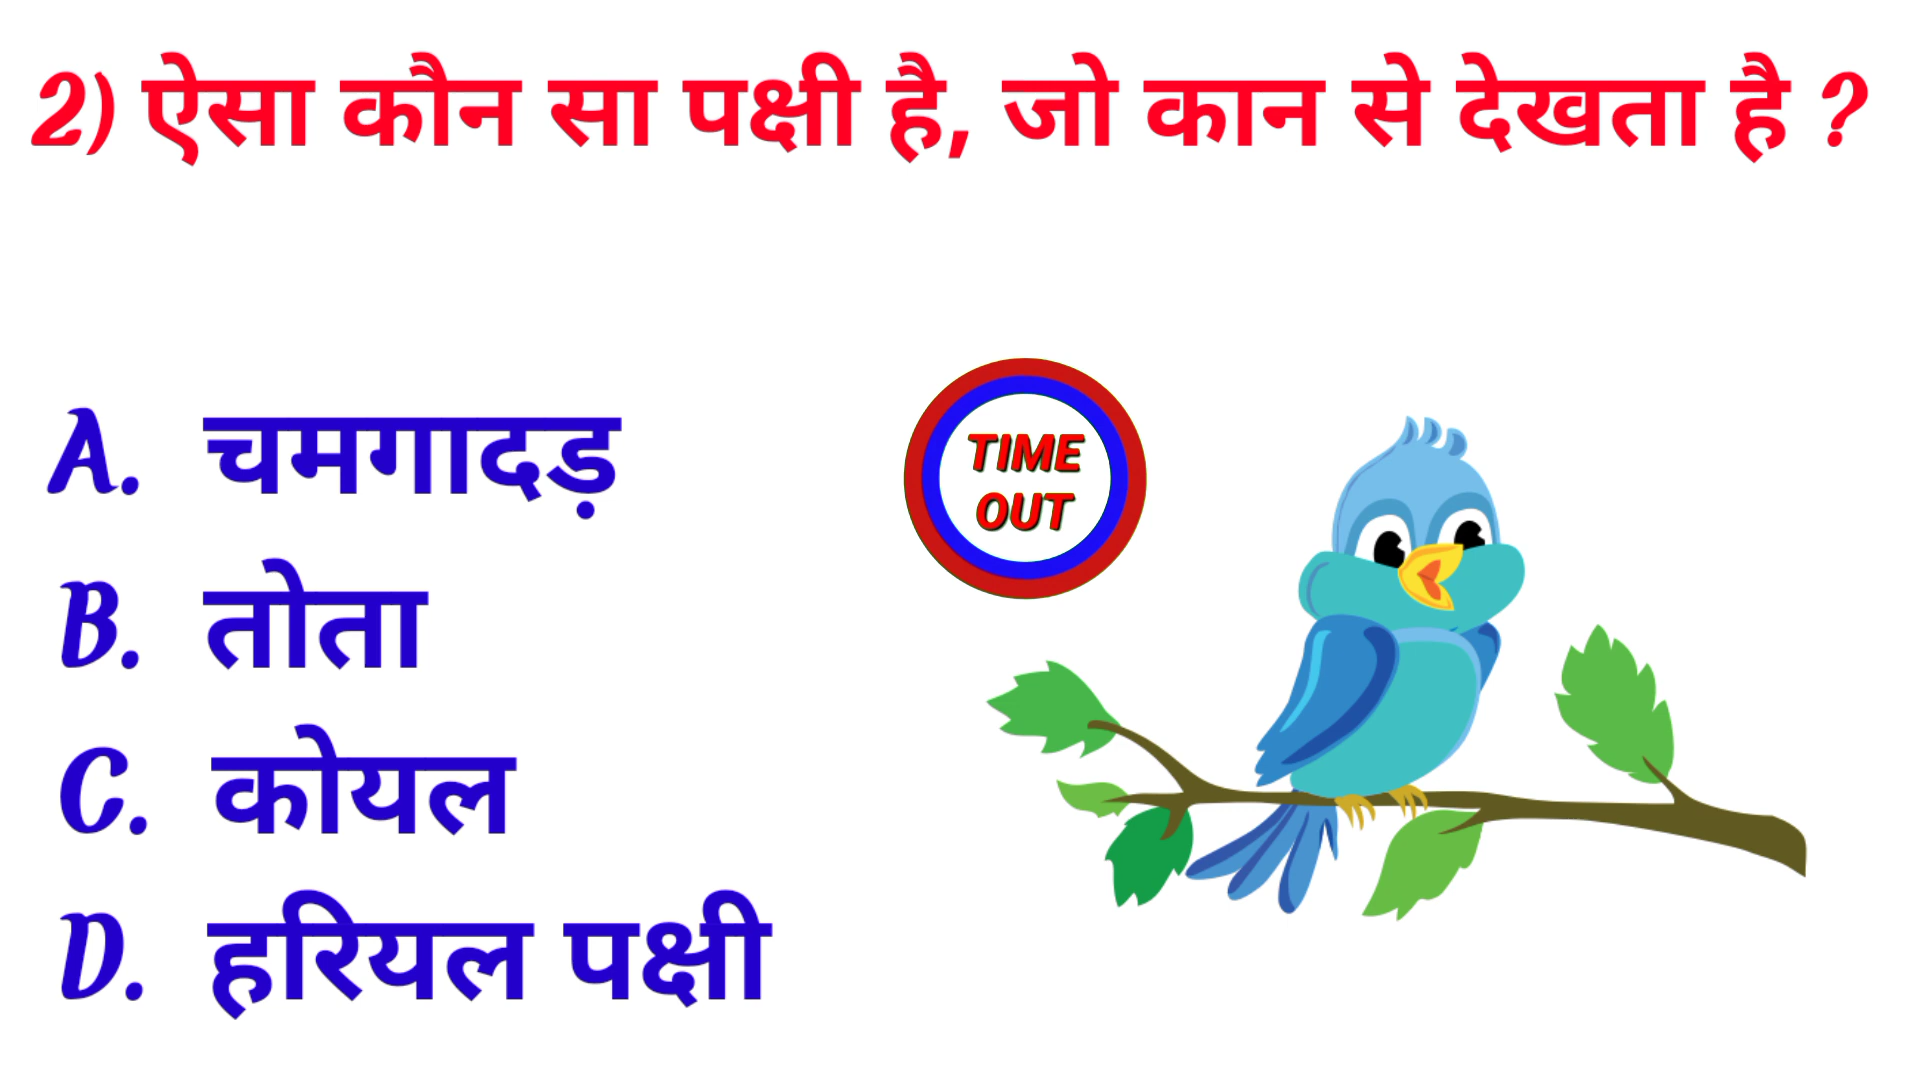 2) ऐसा कौन सा पक्षी है, जो कान से देखता है ?
A. चमगादड़
TIME
OUT
B. तोता
C. कोयल
D. हरियल पक्षी